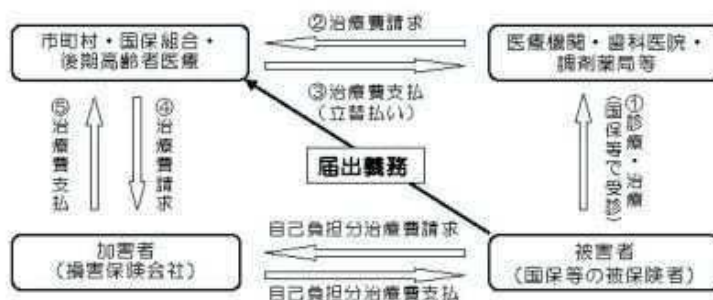 ②治療費請求
市町村・国保組合・
後期高齢者医療
医療機関・歯科医院・
調剤薬局等
③治療費支払
(立替払い)
⑤治療費支払
④治療費請求
届出義務
①診療・治療
(国保等で受診)
自己負担分治療費請求
加害者
(損害保険会社)
被害者
(国保等の被保険者)
自己負担分治療費支払